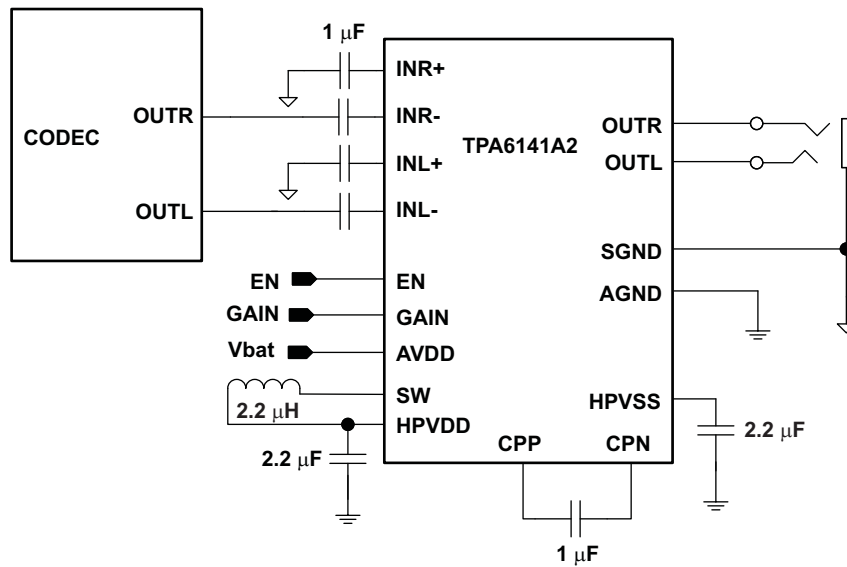 1 μF
INR+
OUTR
INR-
OUTR
CODEC
TPA6141A2
INL+
OUTL
OUTL
INL-
SGND
EN
EN
AGND
GAIN
GAIN
Vbat
AVDD
SW
2.2 μH
HPVSS
HPVDD
2.2 μF
2.2 μF
CPP
CPN
1 μF